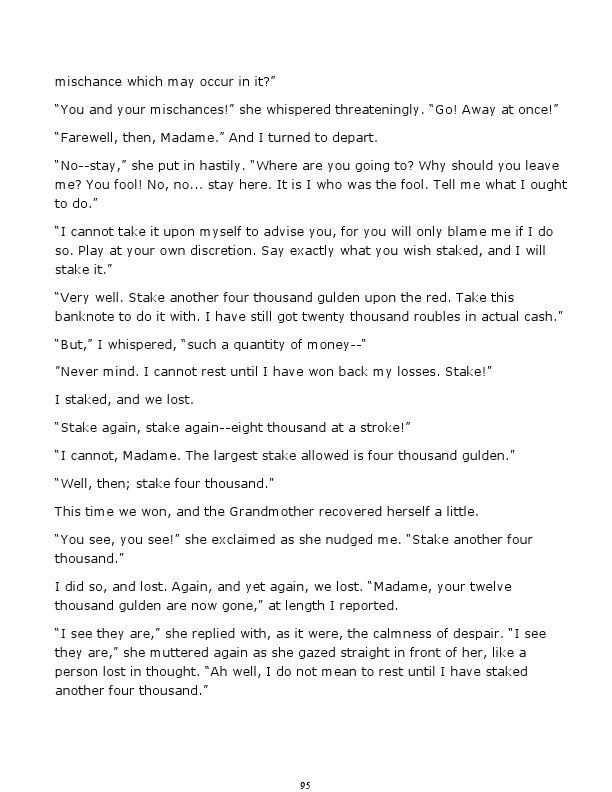 mischance which may occur in it?”
“You and your mischances!” she whispered threateningly. “Go! Away at once!”
“Farewell, then, Madame.” And I turned to depart.
“No--stay,” she put in hastily. “Where are you going to? Why should you leave
me? You fool! No, no... stay here. It is I who was the fool. Tell me what I ought
to do.”
“I cannot take it upon myself to advise you, for you will only blame me if I do
so. Play at your own discretion. Say exactly what you wish staked, and I will
stake it.”
“Very well. Stake another four thousand gulden upon the red. Take this
banknote to do it with. I have still got twenty thousand roubles in actual cash.”
“But,” I whispered, “such a quantity of money--“
”Never mind. I cannot rest until I have won back my losses. Stake!”
I staked, and we lost.
“Stake again, stake again--eight thousand at a stroke!”
“I cannot, Madame. The largest stake allowed is four thousand gulden.”
“Well, then; stake four thousand.”
This time we won, and the Grandmother recovered herself a little.
“You see, you see!” she exclaimed as she nudged me. “Stake another four
thousand.”
I did so, and lost. Again, and yet again, we lost. “Madame, your twelve
thousand gulden are now gone,” at length I reported.
“I see they are,” she replied with, as it were, the calmness of despair. “I see
they are,” she muttered again as she gazed straight in front of her, like a
person lost in thought. “Ah well, I do not mean to rest until I have staked
another four thousand.”
95